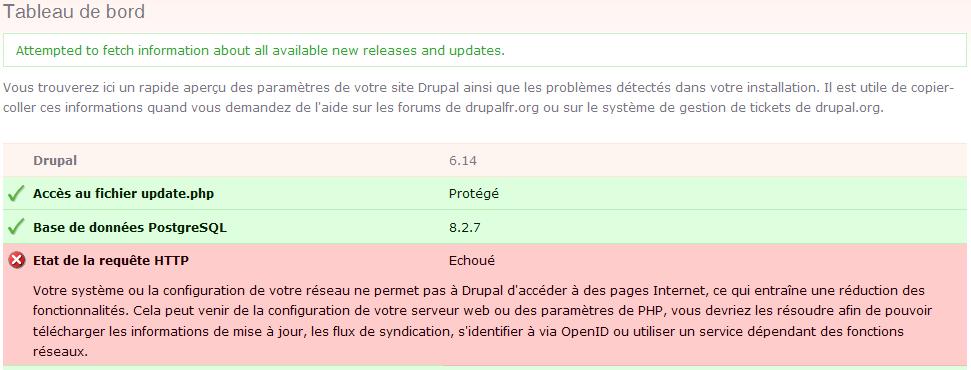 Tableau de bord
Attempted to fetch information about all available new releases and updates.
Vous trouverez ici un rapide aperçu des paramètres de votre site Drupal ainsi que les problèmes détectés dans votre installation. Il est utile de copier-
coller ces informations quand vous demandez de l'aide sur les forums de drupalfr.org ou sur le système de gestion de tickets de drupal.org.
Drupal 6.14
Accès au fichier update.php Protégé
Base de données PostgreSQL 8.2.7
Etat de la requête HTTP Echoué
Votre système ou la configuration de votre réseau ne permet pas à Drupal d'accéder à des pages Internet, ce qui entraîne une réduction des
fonctionnalités. Cela peut venir de la configuration de votre serveur web ou des paramètres de PHP, vous devriez les résoudre afin de pouvoir
télécharger les informations de mise à jour, les flux de syndication, s'identifier à via OpenID ou utiliser un service dépendant des fonctions
réseaux.